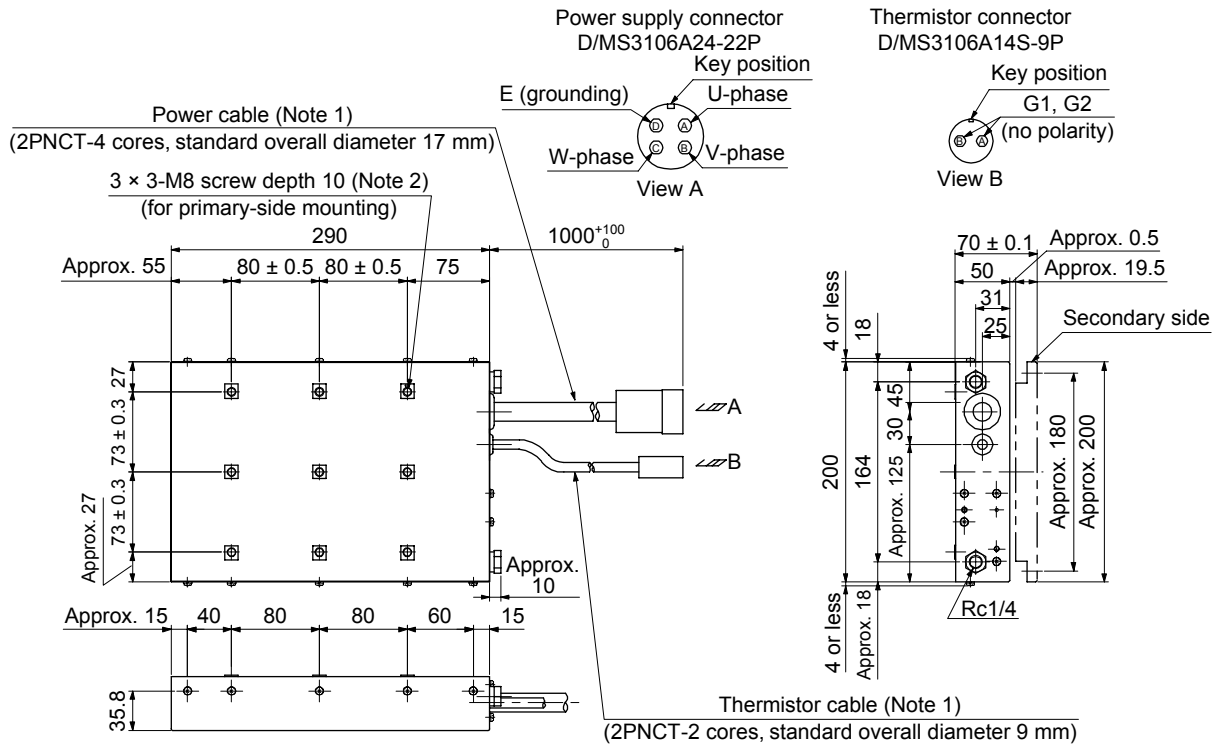 Power supply connector
D/MS3106A24-22P
Key position
E (grounding)
U-phase
D
A
C
B
W-phase
V-phase
View A
Thermistor connector
D/MS3106A14S-9P
Key position
G1, G2
(no polarity)
B
A
View B
Power cable (Note 1)
(2PNCT-4 cores, standard overall diameter 17 mm)
3 × 3-M8 screw depth 10 (Note 2)
(for primary-side mounting)
290
1000 +100 0
Approx. 55
80 ± 0.5
80 ± 0.5
75
27
73 ± 0.3
73 ± 0.3
Approx. 27
A
B
Approx.
10
Approx. 15
40
80
80
60
15
35.8
Thermistor cable (Note 1)
(2PNCT-2 cores, standard overall diameter 9 mm)
70 ± 0.1
Approx. 0.5
50
Approx. 19.5
31
25
Secondary side
4 or less
18
45
30
200
164
Approx. 125
Approx. 180
Approx. 200
4 or less
Approx. 18
Rc1/4